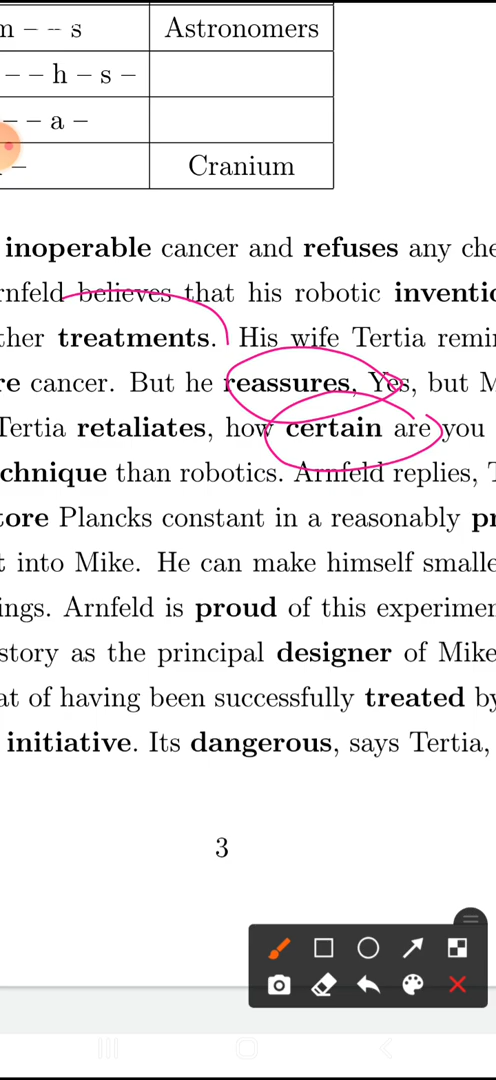 m – – s Astronomers
– – h – s –
– – a –
– Cranium
inoperable cancer and refuses any che
rnfeld believes that his robotic inventio
ther treatments. His wife Tertia remin
re cancer. But he reassures, Yes, but M
Tertia retaliates, how certain are you
chnique than robotics. Arnfeld replies, T
tore Plancks constant in a reasonably pr
t into Mike. He can make himself smalle
ings. Arnfeld is proud of this experimen
story as the principal designer of Mike
at of having been successfully treated by
initiative. Its dangerous, says Tertia,
3